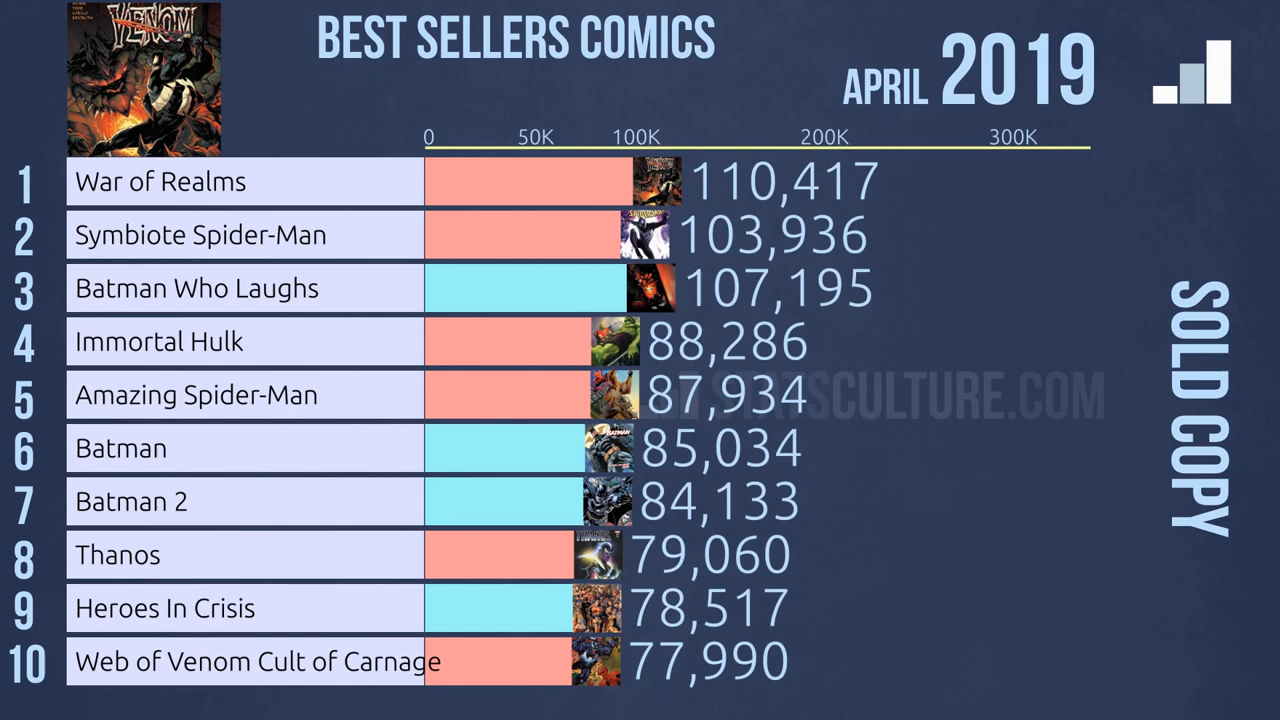 VENOM
BEST SELLERS COMICS
APRIL 2019
0 50K 100K 200K 300K
1 War of Realms 110,417
2 Symbiote Spider-Man 103,936
3 Batman Who Laughs 107,195
4 Immortal Hulk 88,286
5 Amazing Spider-Man 87,934
6 Batman 85,034
7 Batman 2 84,133
8 Thanos 79,060
9 Heroes In Crisis 78,517
10 Web of Venom Cult of Carnage 77,990
SOLD COPY
SCULTURE.COM